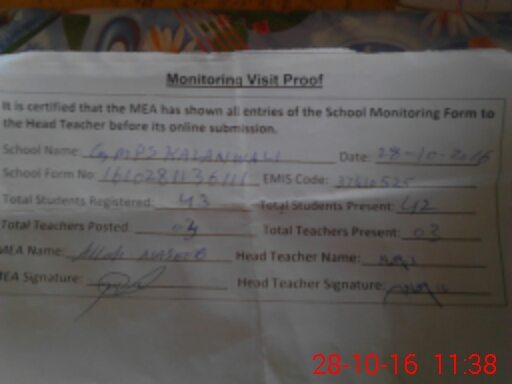 Monitoring Visit Proof
It is certified that the MEA has shown all entries of the School Monitoring Form to
the Head Teacher before its online submission.
School Name: GMPS KALANWALI Date: 28-10-2016
School Form No: EMIS Code:
Total Students Registered: 43 Total Students Present: 42
Total Teachers Posted: 03 Total Teachers Present: 03
MEA Name: Allah Head Teacher Name:
MEA Signature: Head Teacher Signature:
28-10-16 11:38